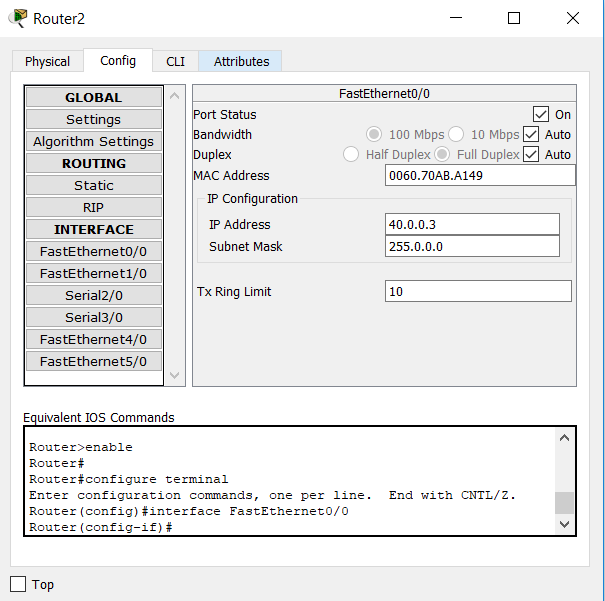 Router2
Physical Config CLI Attributes
GLOBAL
Settings
Algorithm Settings
ROUTING
Static
RIP
INTERFACE
FastEthernet0/0
FastEthernet1/0
Serial2/0
Serial3/0
FastEthernet4/0
FastEthernet5/0
FastEthernet0/0
Port Status On
Bandwidth 100 Mbps 10 Mbps Auto
Duplex Half Duplex Full Duplex Auto
MAC Address 0060.70AB.A149
IP Configuration
IP Address 40.0.0.3
Subnet Mask 255.0.0.0
Tx Ring Limit 10
Equivalent IOS Commands
Router>enable
Router#
Router#configure terminal
Enter configuration commands, one per line. End with CNTL/Z.
Router(config)#interface FastEthernet0/0
Router(config-if)#
Top